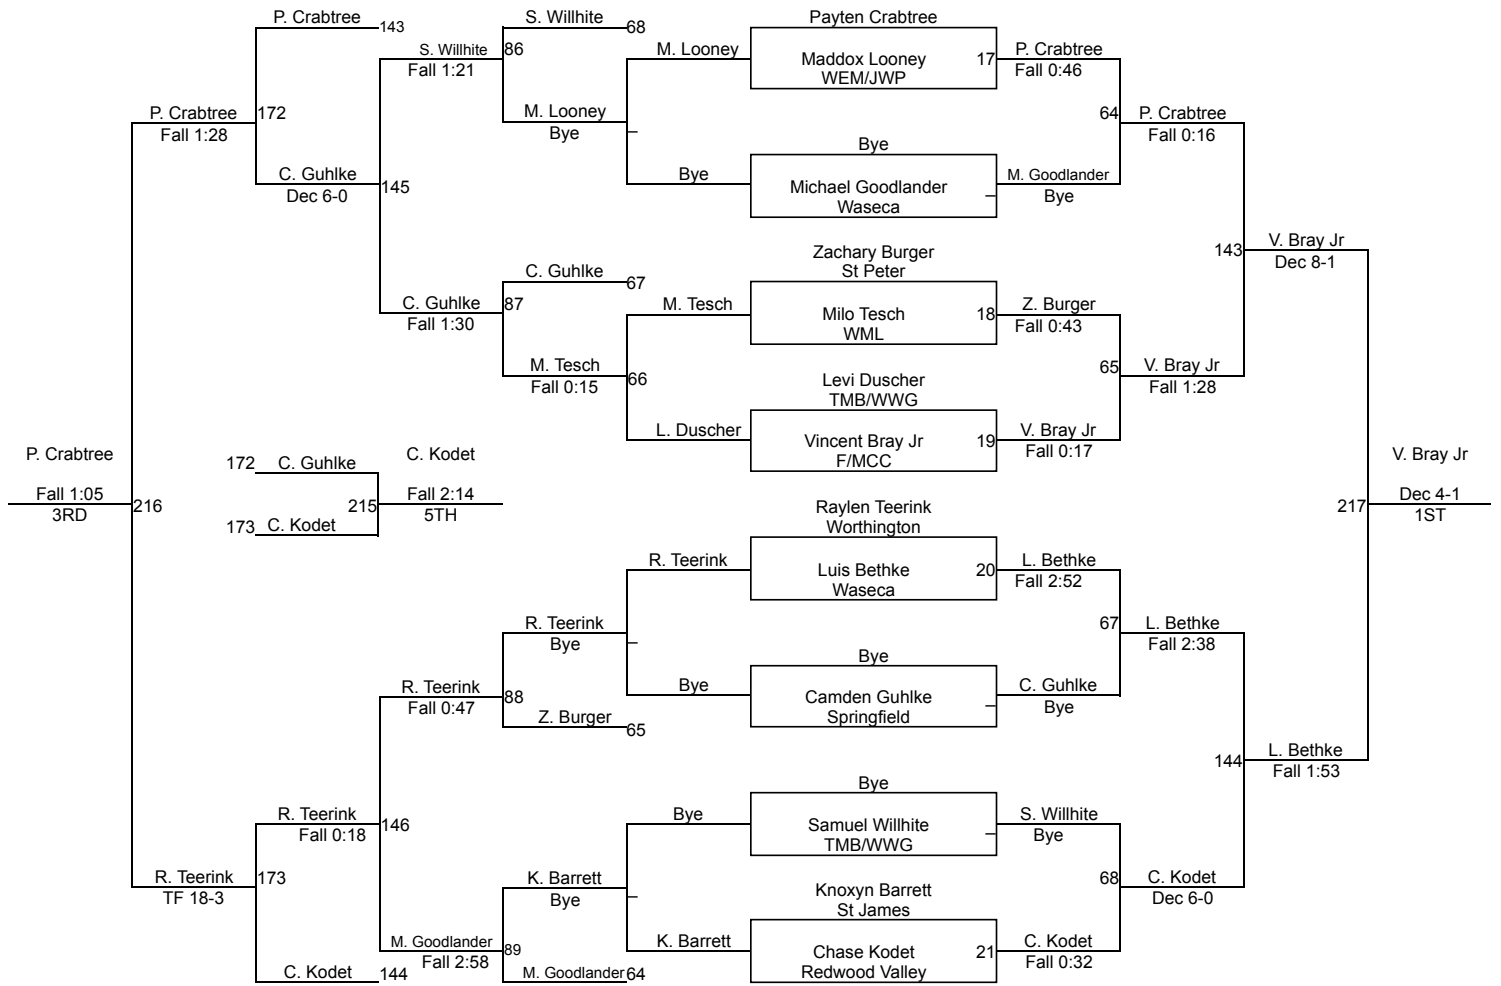 P. Crabtree
143
P. Crabtree
172
Fall 1:28
C. Guhlke
Dec 6-0
145
S. Willhite
Fall 1:21
86
S. Willhite
68
M. Looney
Bye
M. Looney
–
Bye
C. Guhlke
Fall 1:30
87
C. Guhlke
67
M. Tesch
Fall 0:15
66
M. Tesch
L. Duscher
Payten Crabtree
Maddox Looney
17
WEM/JWP
P. Crabtree
Fall 0:46
Bye
Michael Goodlander
–
Waseca
M. Goodlander
Bye
64
P. Crabtree
Fall 0:16
Zachary Burger
St Peter
Milo Tesch
18
WML
Z. Burger
Fall 0:43
Levi Duscher
TMB/WWG
Vincent Bray Jr
19
F/MCC
V. Bray Jr
Fall 0:17
65
V. Bray Jr
Fall 1:28
143
V. Bray Jr
Dec 8-1
P. Crabtree
Fall 1:05
3RD
216
172
C. Guhlke
173
C. Kodet
215
C. Kodet
Fall 2:14
5TH
V. Bray Jr
217
Dec 4-1
1ST
Raylen Teerink
Worthington
R. Teerink
Luis Bethke
20
Waseca
L. Bethke
Fall 2:52
R. Teerink
Bye
–
Bye
Bye
Camden Guhlke
–
Springfield
C. Guhlke
Bye
67
L. Bethke
Fall 2:38
R. Teerink
Fall 0:47
88
Z. Burger
65
144
L. Bethke
Fall 1:53
R. Teerink
Fall 0:18
146
Bye
Bye
Samuel Willhite
–
TMB/WWG
S. Willhite
Bye
R. Teerink
TF 18-3
173
K. Barrett
Bye
–
K. Barrett
Knoxyn Barrett
St James
Chase Kodet
21
Redwood Valley
C. Kodet
Fall 0:32
68
C. Kodet
Dec 6-0
M. Goodlander
Fall 2:58
89
M. Goodlander
64
C. Kodet
144